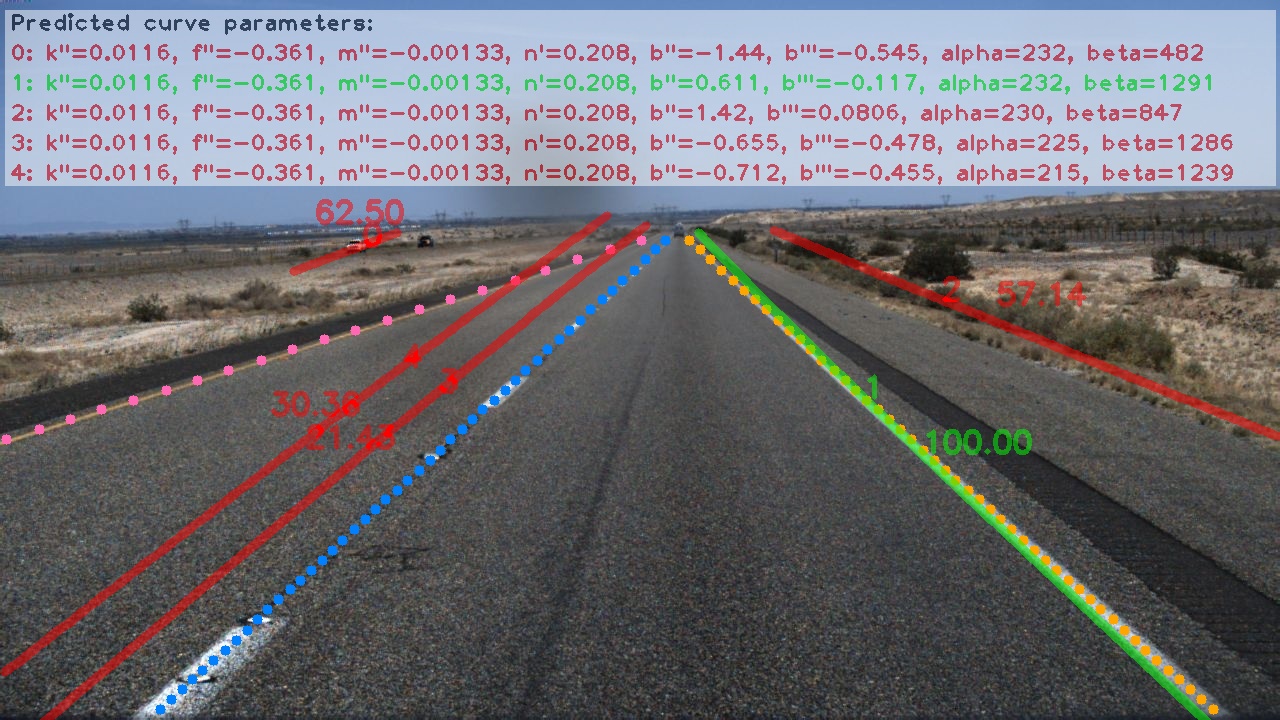 Predicted curve parameters:
0: k''=0.0116, f''=−0.361, m''=−0.00133, n'=0.208, b''=−1.44, b'''=−0.545, alpha=232, beta=482
1: k''=0.0116, f''=−0.361, m''=−0.00133, n'=0.208, b''=0.611, b'''=−0.117, alpha=232, beta=1291
2: k''=0.0116, f''=−0.361, m''=−0.00133, n'=0.208, b''=1.42, b'''=0.0806, alpha=230, beta=847
3: k''=0.0116, f''=−0.361, m''=−0.00133, n'=0.208, b''=−0.655, b'''=−0.478, alpha=225, beta=1286
4: k''=0.0116, f''=−0.361, m''=−0.00133, n'=0.208, b''=−0.712, b'''=−0.455, alpha=215, beta=1239
62.50
0
2 57.14
4
3
1
30.36
21.43
100.00